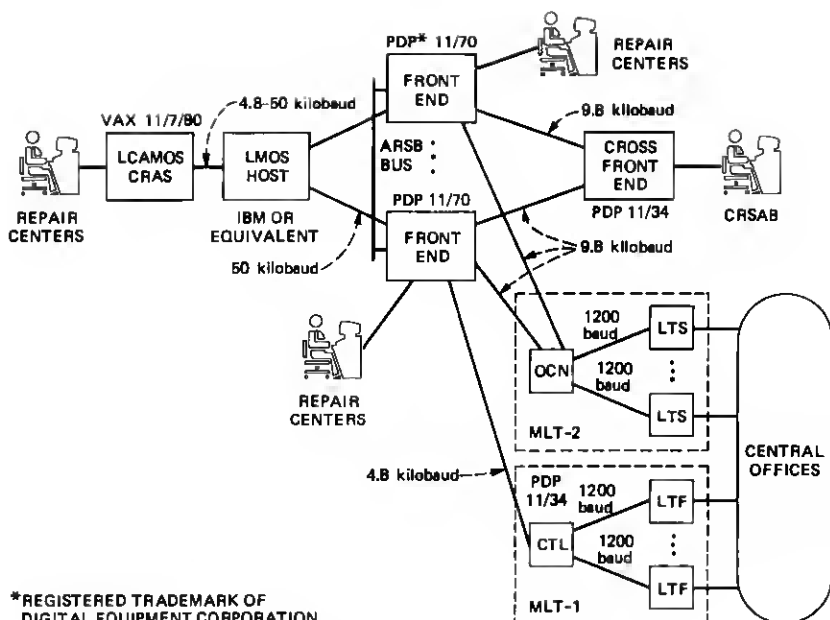 PDP* 11/70
FRONT
END
REPAIR
CENTERS
4.8-50 kilobaud
VAX 11/7/80
9.8 kilobaud
LCAMOS
CRAS
LMOS
HOST
ARSB
BUS
CROSS
FRONT
END
REPAIR
CENTERS
IBM OR
EQUIVALENT
PDP 11/70
FRONT
END
PDP 11/34
CRSAB
50 kilobaud
9.8 kilobaud
REPAIR
CENTERS
1200
baud
LTS
OCN
1200
baud
LTS
MLT-2
CENTRAL
OFFICES
4.8 kilobaud
PDP
11/34
1200
baud
LTF
CTL
1200
baud
LTF
MLT-1
*REGISTERED TRADEMARK OF
DIGITAL EQUIPMENT CORPORATION